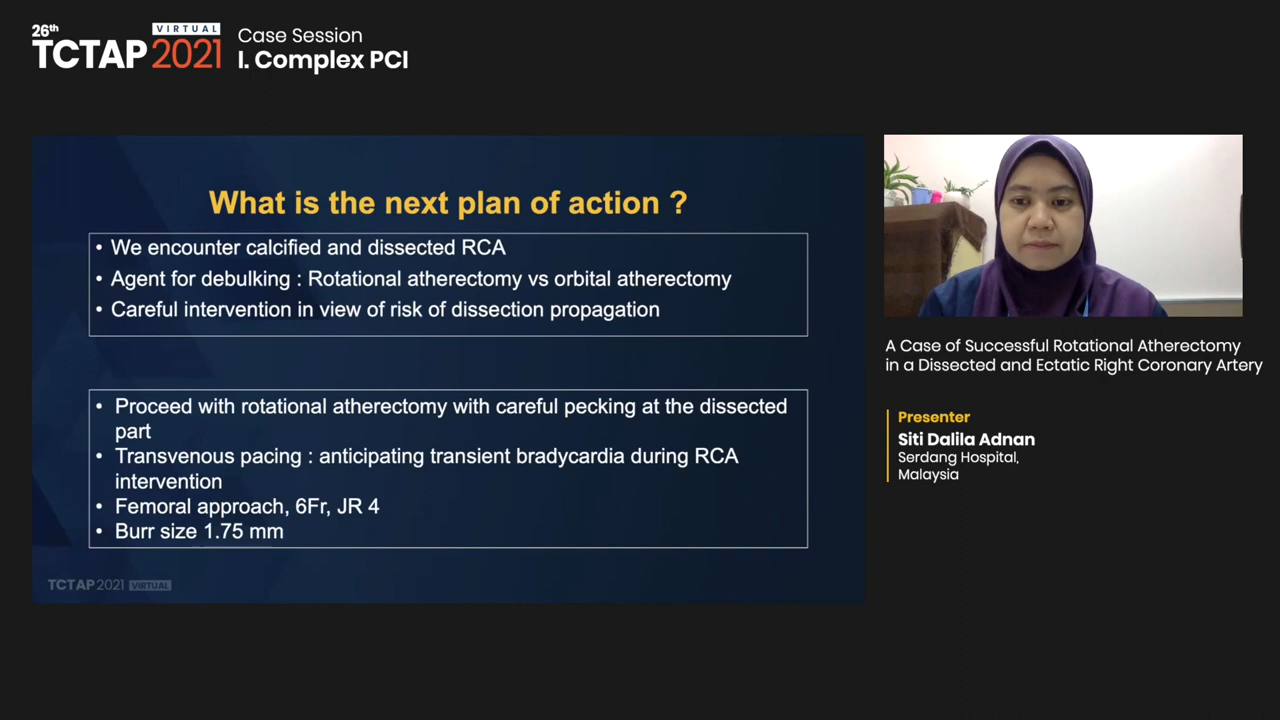 26th
VIRTUAL
TCTAP 2021
Case Session
I. Complex PCI
What is the next plan of action ?
• We encounter calcified and dissected RCA
• Agent for debulking : Rotational atherectomy vs orbital atherectomy
• Careful intervention in view of risk of dissection propagation
• Proceed with rotational atherectomy with careful pecking at the dissected
part
• Transvenous pacing : anticipating transient bradycardia during RCA
intervention
• Femoral approach, 6Fr, JR 4
• Burr size 1.75 mm
TCTAP 2021 VIRTUAL
A Case of Successful Rotational Atherectomy
in a Dissected and Ectatic Right Coronary Artery
Presenter
Siti Dalila Adnan
Serdang Hospital,
Malaysia